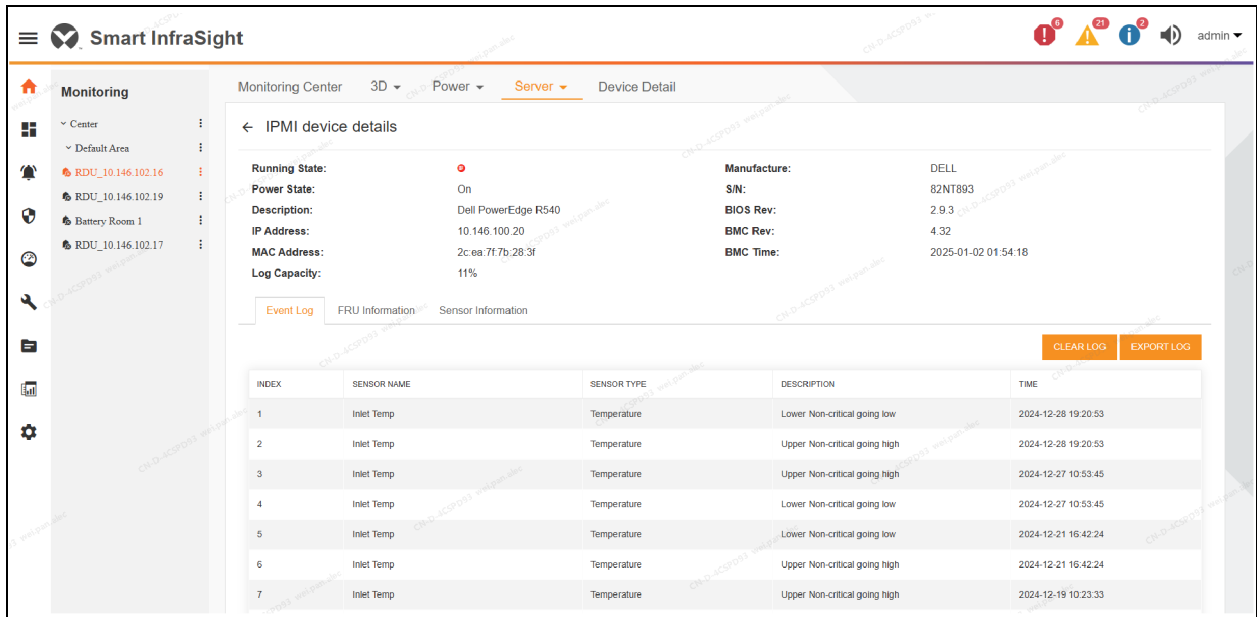 Smart InfraSight
6
21
2
admin
Monitoring
Center
Default Area
RDU_10.146.102.16
RDU_10.146.102.19
Battery Room 1
RDU_10.146.102.17
Monitoring Center 3D Power Server Device Detail
IPMI device details
Running State: Manufacture: DELL
Power State: On S/N: 82NT893
Description: Dell PowerEdge R540 BIOS Rev: 2.9.3
IP Address: 10.146.100.20 BMC Rev: 4.32
MAC Address: 2c:ea:7f:7b:28:3f BMC Time: 2025-01-02 01:54:18
Log Capacity: 11%
Event Log FRU Information Sensor Information
CLEAR LOG EXPORT LOG
INDEX SENSOR NAME SENSOR TYPE DESCRIPTION TIME
1 Inlet Temp Temperature Lower Non-critical going low 2024-12-28 19:20:53
2 Inlet Temp Temperature Upper Non-critical going high 2024-12-28 19:20:53
3 Inlet Temp Temperature Upper Non-critical going high 2024-12-27 10:53:45
4 Inlet Temp Temperature Lower Non-critical going low 2024-12-27 10:53:45
5 Inlet Temp Temperature Lower Non-critical going low 2024-12-21 16:42:24
6 Inlet Temp Temperature Upper Non-critical going high 2024-12-21 16:42:24
7 Inlet Temp Temperature Upper Non-critical going high 2024-12-19 10:23:33